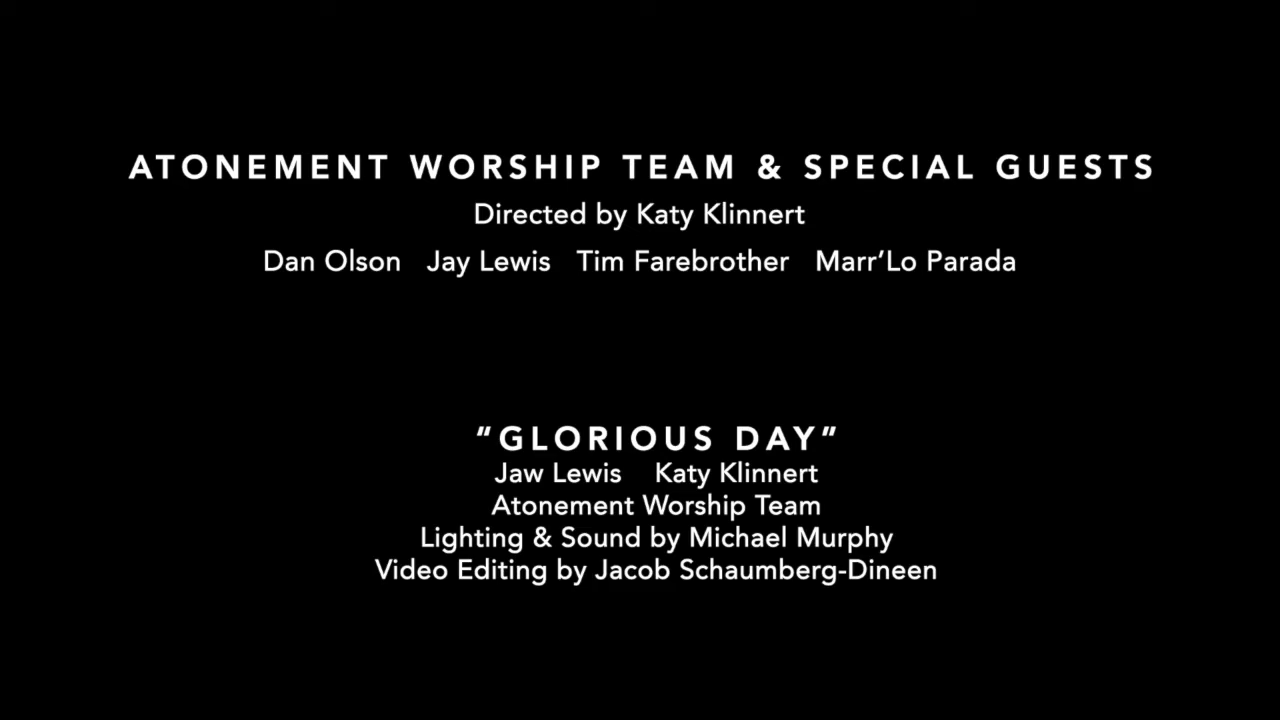 ATONEMENT WORSHIP TEAM & SPECIAL GUESTS
Directed by Katy Klinnert
Dan Olson Jay Lewis Tim Farebrother Marr’Lo Parada
“GLORIOUS DAY”
Jaw Lewis Katy Klinnert
Atonement Worship Team
Lighting & Sound by Michael Murphy
Video Editing by Jacob Schaumberg-Dineen